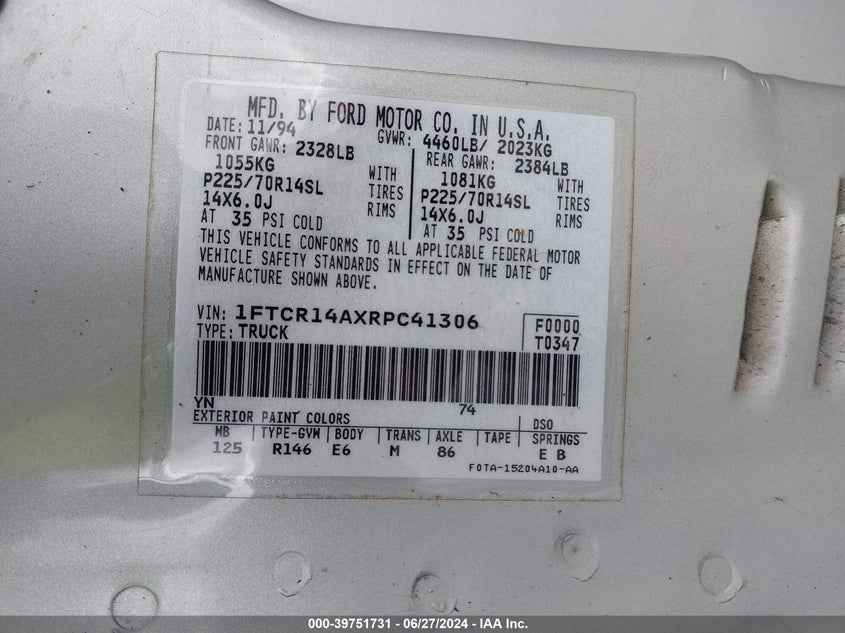 MFD. BY FORD MOTOR CO. IN U.S.A.
DATE: 11/94 GVWR: 4460LB/ 2023KG
FRONT GAWR: 2328LB
1055KG WITH
P225/70R14SL TIRES
14X6.0J RIMS
AT 35 PSI COLD
REAR GAWR: 2384LB
1081KG WITH
P225/70R14SL TIRES
14X6.0J RIMS
AT 35 PSI COLD
THIS VEHICLE CONFORMS TO ALL APPLICABLE FEDERAL MOTOR
VEHICLE SAFETY STANDARDS IN EFFECT ON THE DATE OF
MANUFACTURE SHOWN ABOVE.
VIN: 1FTCR14AXRPC41306
TYPE: TRUCK
F0000
T0347
YN 74
EXTERIOR PAINT COLORS DSO
WB TYPE-GVW BODY TRANS AXLE TAPE SPRINGS
125 R146 E6 M 86 E B
F0TA-15204A10-AA
000-39751731 - 06/27/2024 - IAA Inc.